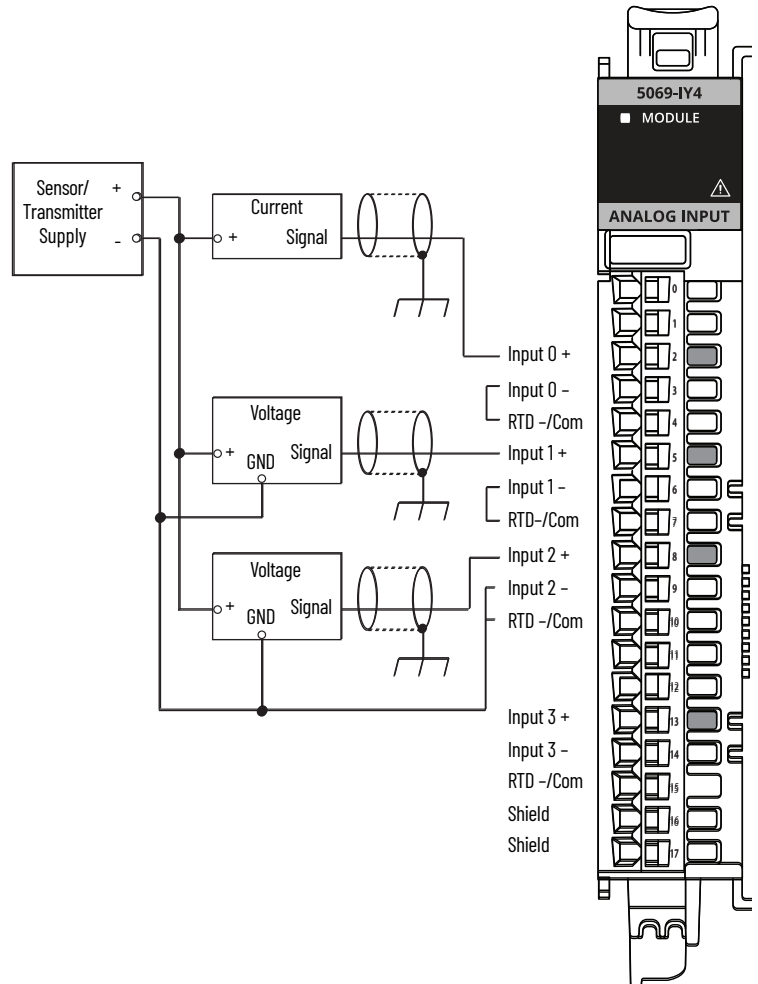 5069-IY4
MODULE
ANALOG INPUT
Sensor/
Transmitter
Supply
+
-
Current
+
Signal
Voltage
+
GND
Signal
Voltage
+
GND
Signal
Input 0 +
Input 0 –
RTD –/Com
Input 1 +
Input 1 –
RTD–/Com
Input 2 +
Input 2 –
RTD –/Com
Input 3 +
Input 3 –
RTD –/Com
Shield
Shield
0
1
2
3
4
5
6
7
8
9
10
11
12
13
14
15
16
17